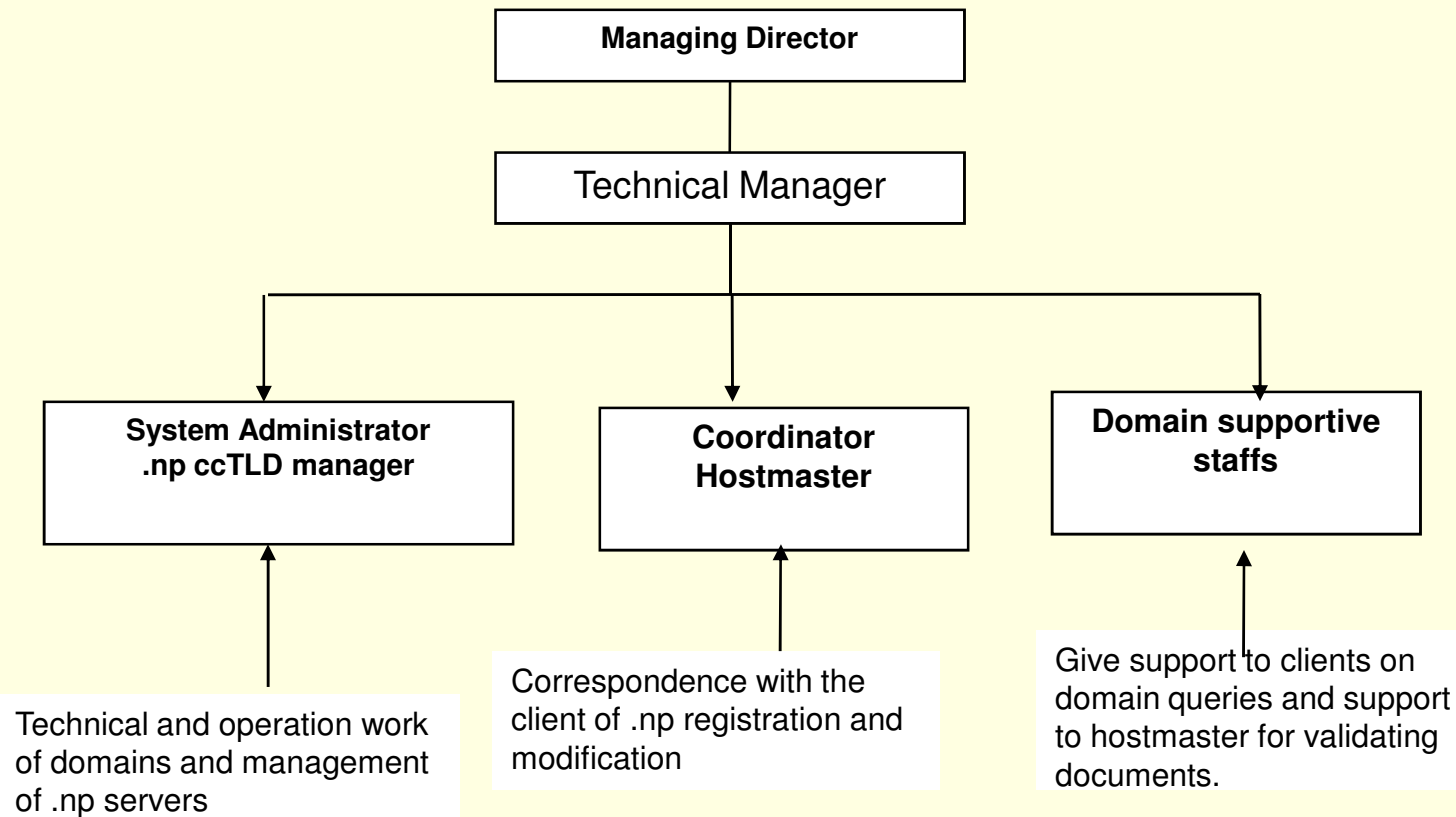 Managing Director
Technical Manager
System Administrator
.np ccTLD manager
Coordinator
Hostmaster
Domain supportive
staffs
Technical and operation work
of domains and management
of .np servers
Correspondence with the
client of .np registration and
modification
Give support to clients on
domain queries and support
to hostmaster for validating
documents.